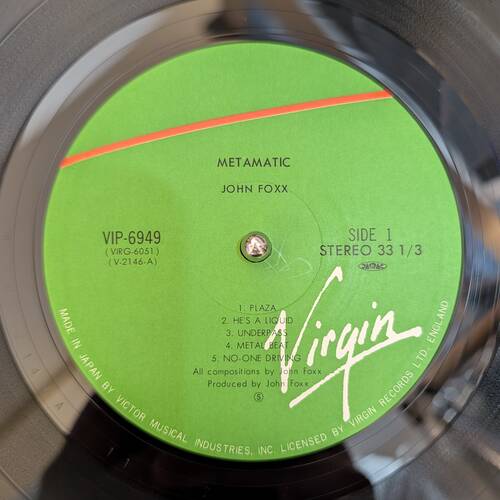 METAMATIC
JOHN FOXX
VIP-6949
(VIRG-6051)
(V-2146-A)
SIDE 1
STEREO 33 1/3
1. PLAZA
2. HE'S A LIQUID
3. UNDERPASS
4. METAL BEAT
5. NO-ONE DRIVING
All compositions by John Foxx
Produced by John Foxx
Ⓢ
Virgin
MADE IN JAPAN BY VICTOR MUSICAL INDUSTRIES, INC. LICENSED BY VIRGIN RECORDS LTD. ENGLAND